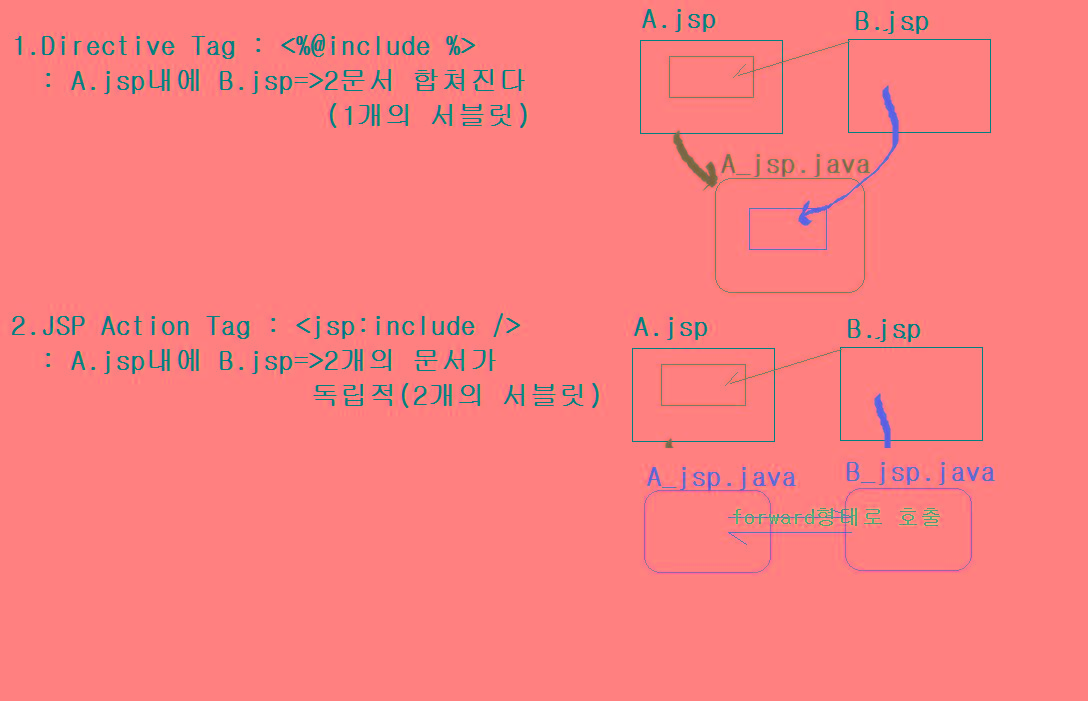 1.Directive Tag : <%@include %>
: A.jsp내에 B.jsp=>2문서 합쳐진다
(1개의 서블릿)
A.jsp
B.jsp
A_jsp.java
2.JSP Action Tag : <jsp:include />
: A.jsp내에 B.jsp=>2개의 문서가
독립적(2개의 서블릿)
A.jsp
B.jsp
A_jsp.java
B_jsp.java
forward형태로 호출